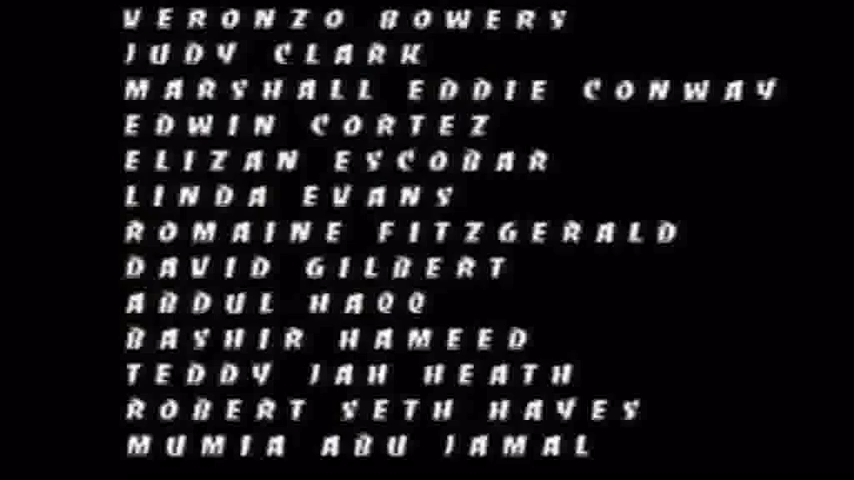 VERONZO BOWERS
JUDY CLARK
MARSHALL EDDIE CONWAY
EDWIN CORTEZ
ELIZAN ESCOBAR
LINDA EVANS
ROMAINE FITZGERALD
DAVID GILBERT
ABDUL HAQQ
BASHIR HAMEED
TEDDY JAH HEATH
ROBERT SETH HAYES
MUMIA ABU JAMAL